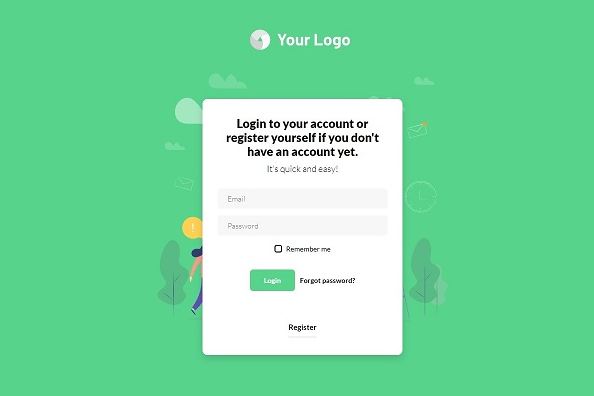 Your Logo
Login to your account or
register yourself if you don't
have an account yet.
It's quick and easy!
Email
Password
Remember me
Login Forgot password?
Register
!